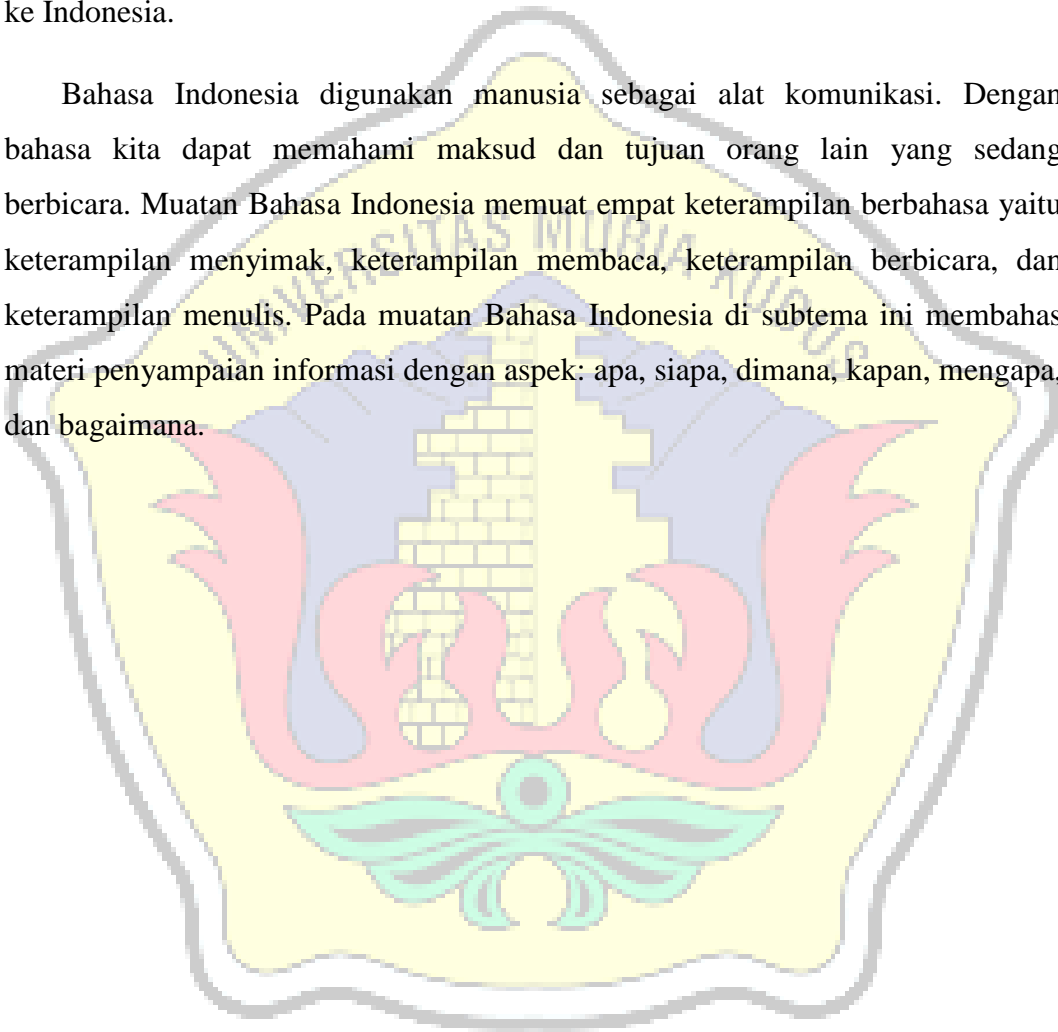 ke Indonesia.
Bahasa Indonesia digunakan manusia sebagai alat komunikasi. Dengan
bahasa kita dapat memahami maksud dan tujuan orang lain yang sedang
berbicara. Muatan Bahasa Indonesia memuat empat keterampilan berbahasa yaitu
keterampilan menyimak, keterampilan membaca, keterampilan berbicara, dan
keterampilan menulis. Pada muatan Bahasa Indonesia di subtema ini membahas
materi penyampaian informasi dengan aspek: apa, siapa, dimana, kapan, mengapa,
dan bagaimana.
UNIVERSITAS MURIA KUDUS